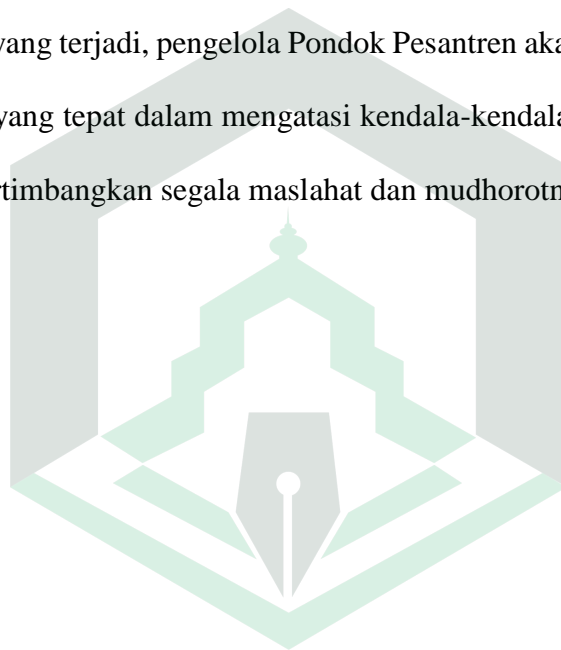 yang terjadi, pengelola Pondok Pesantren aka
yang tepat dalam mengatasi kendala-kendala
rtimbangkan segala maslahat dan mudhorotn